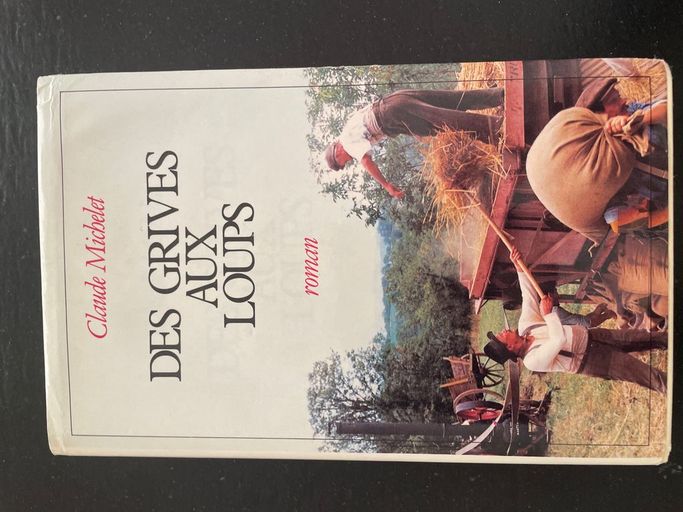 Claude Michelet
DES GRIVES
AUX
LOUPS
roman